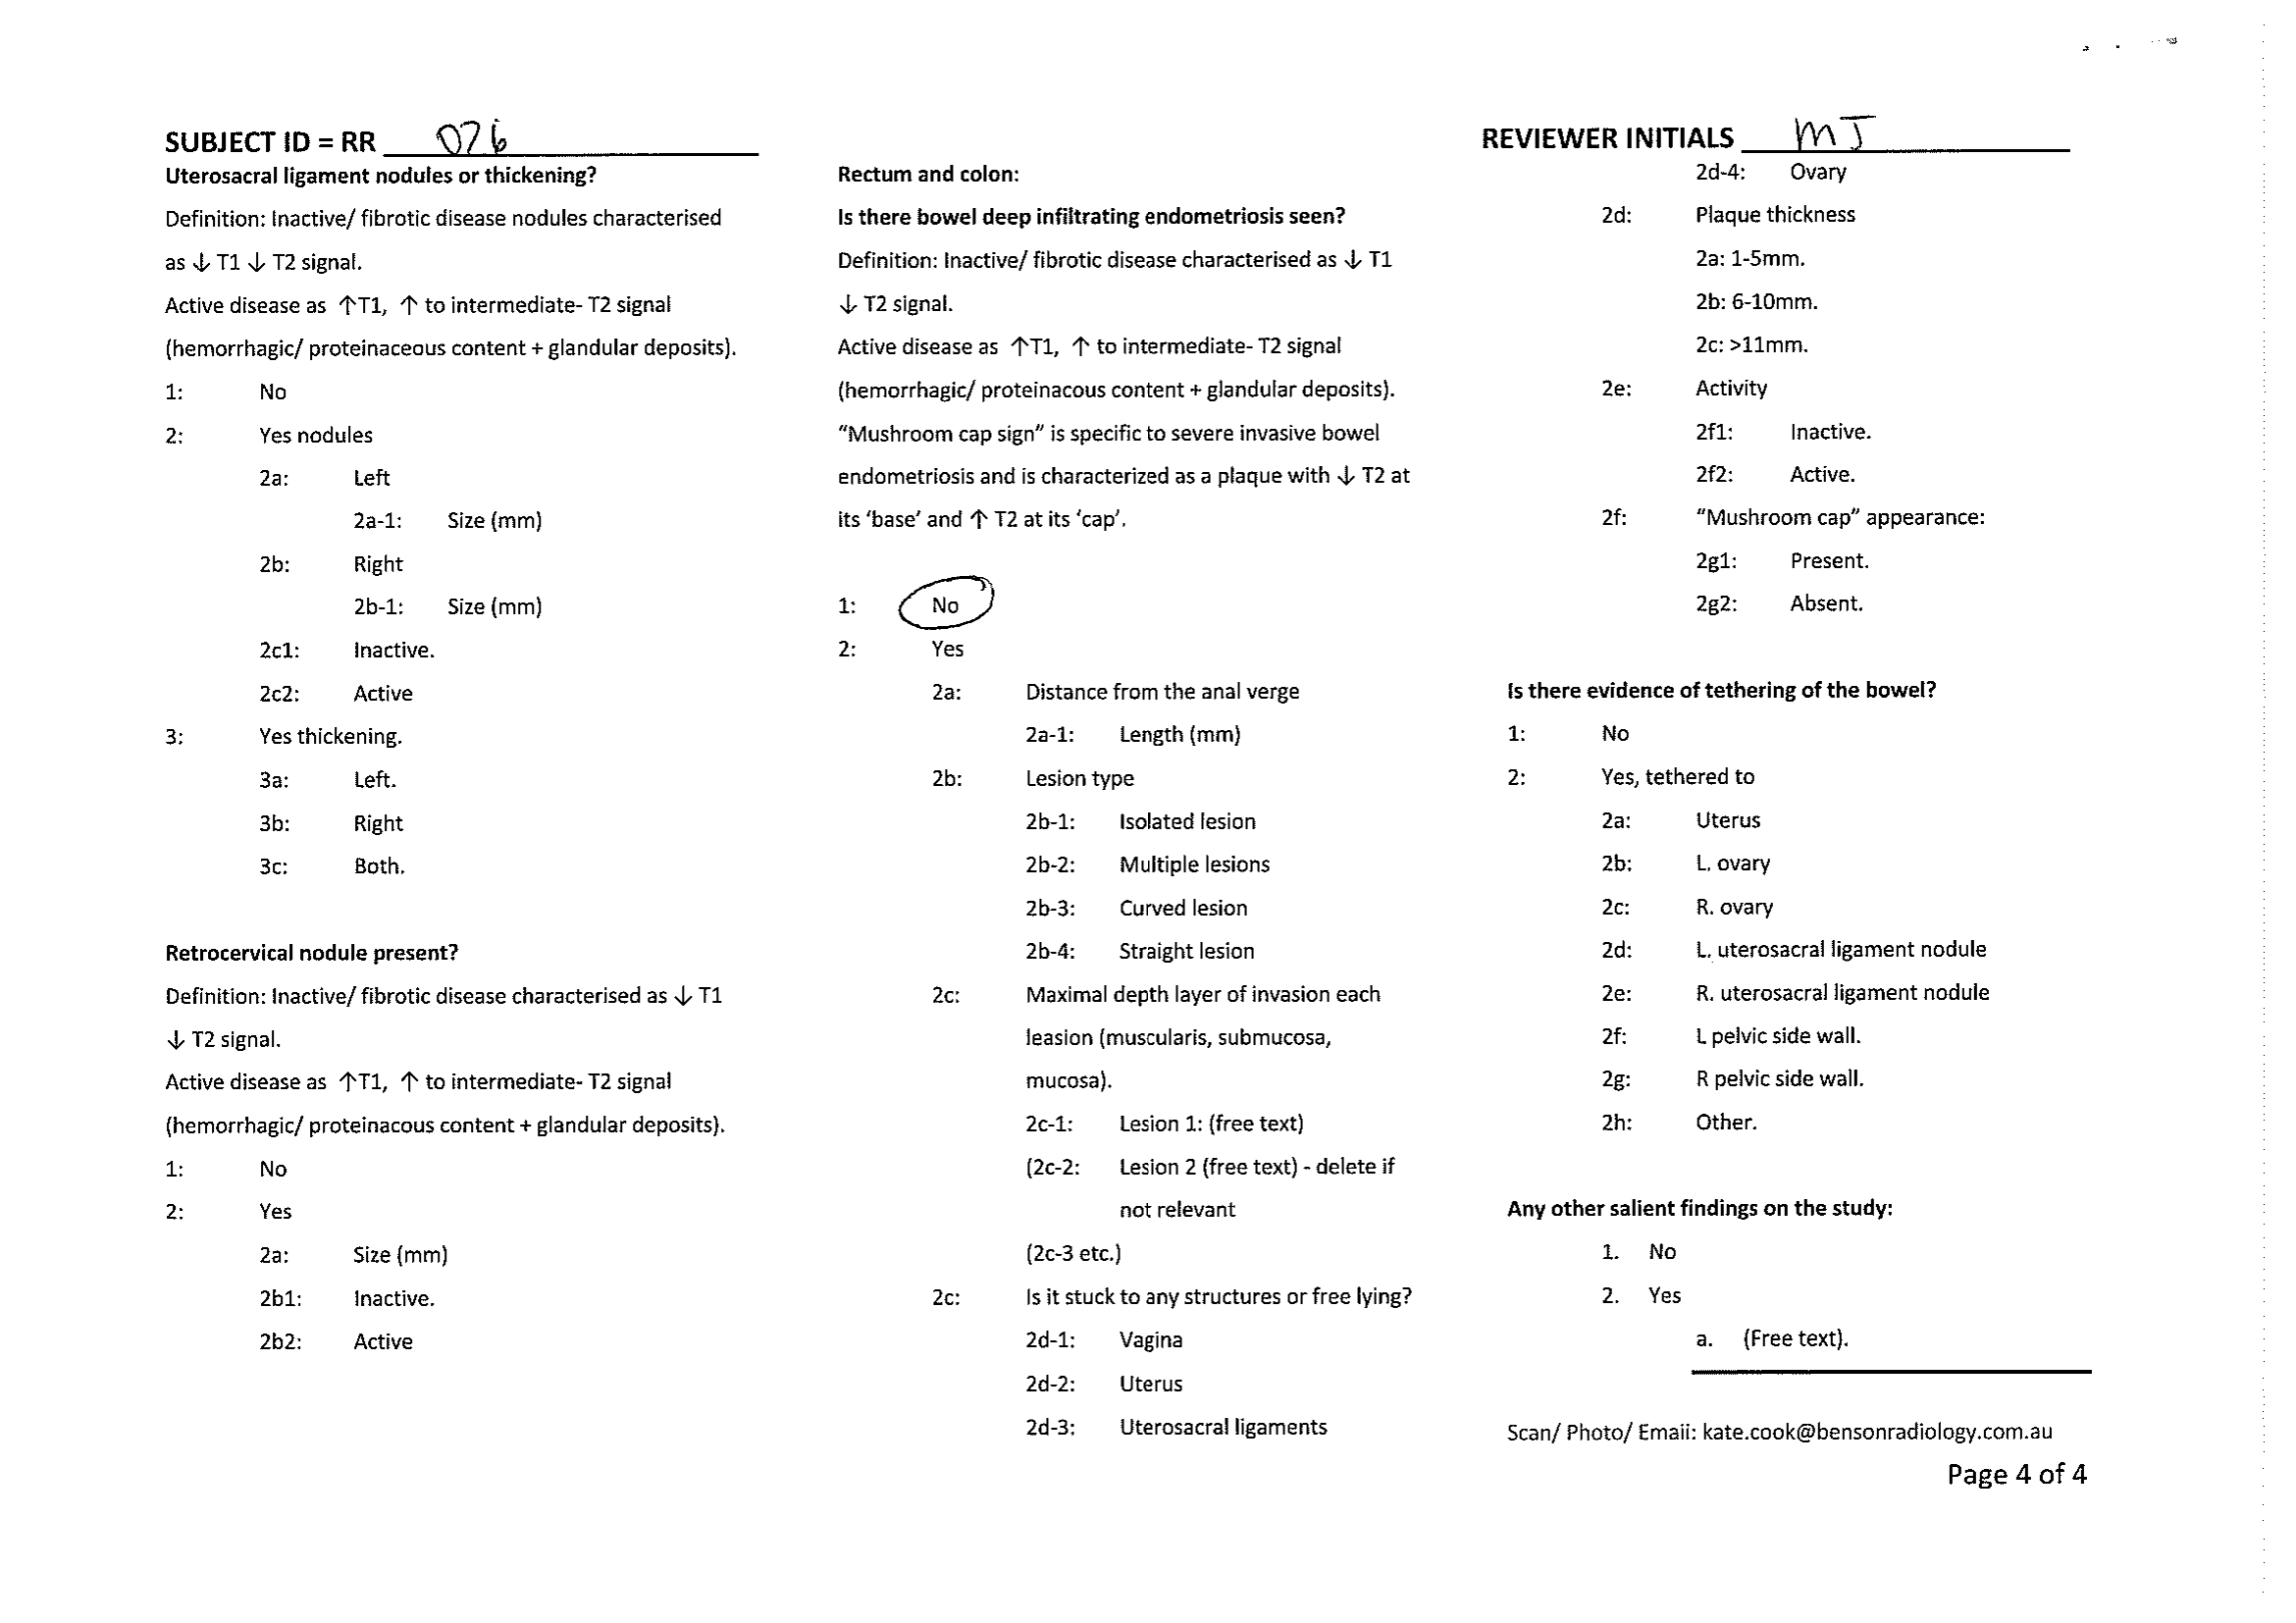 SUBJECT ID = RR 076
Uterosacral ligament nodules or thickening?
Definition: Inactive/ fibrotic disease nodules characterised
as ↓ T1 ↓ T2 signal.
Active disease as ↑T1, ↑ to intermediate- T2 signal
(hemorrhagic/ proteinaceous content + glandular deposits).
1: No
2: Yes nodules
2a: Left
2a-1: Size (mm)
2b: Right
2b-1: Size (mm)
2c1: Inactive.
2c2: Active
3: Yes thickening.
3a: Left.
3b: Right
3c: Both.
Retrocervical nodule present?
Definition: Inactive/ fibrotic disease characterised as ↓ T1
↓ T2 signal.
Active disease as ↑T1, ↑ to intermediate- T2 signal
(hemorrhagic/ proteinacous content + glandular deposits).
1: No
2: Yes
2a: Size (mm)
2b1: Inactive.
2b2: Active
Rectum and colon:
Is there bowel deep infiltrating endometriosis seen?
Definition: Inactive/ fibrotic disease characterised as ↓ T1
↓ T2 signal.
Active disease as ↑T1, ↑ to intermediate- T2 signal
(hemorrhagic/ proteinacous content + glandular deposits).
“Mushroom cap sign” is specific to severe invasive bowel
endometriosis and is characterized as a plaque with ↓ T2 at
its ‘base’ and ↑ T2 at its ‘cap’.
1: No
2: Yes
2a: Distance from the anal verge
2a-1: Length (mm)
2b: Lesion type
2b-1: Isolated lesion
2b-2: Multiple lesions
2b-3: Curved lesion
2b-4: Straight lesion
2c: Maximal depth layer of invasion each
leasion (muscularis, submucosa,
mucosa).
2c-1: Lesion 1: (free text)
(2c-2: Lesion 2 (free text) - delete if
not relevant
(2c-3 etc.)
2c: Is it stuck to any structures or free lying?
2d-1: Vagina
2d-2: Uterus
2d-3: Uterosacral ligaments
REVIEWER INITIALS MJ
2d-4: Ovary
2d: Plaque thickness
2a: 1-5mm.
2b: 6-10mm.
2c: >11mm.
2e: Activity
2f1: Inactive.
2f2: Active.
2f: “Mushroom cap” appearance:
2g1: Present.
2g2: Absent.
Is there evidence of tethering of the bowel?
1: No
2: Yes, tethered to
2a: Uterus
2b: L. ovary
2c: R. ovary
2d: L. uterosacral ligament nodule
2e: R. uterosacral ligament nodule
2f: L pelvic side wall.
2g: R pelvic side wall.
2h: Other.
Any other salient findings on the study:
1. No
2. Yes
a. (Free text).
Scan/ Photo/ Email: kate.cook@bensonradiology.com.au
Page 4 of 4